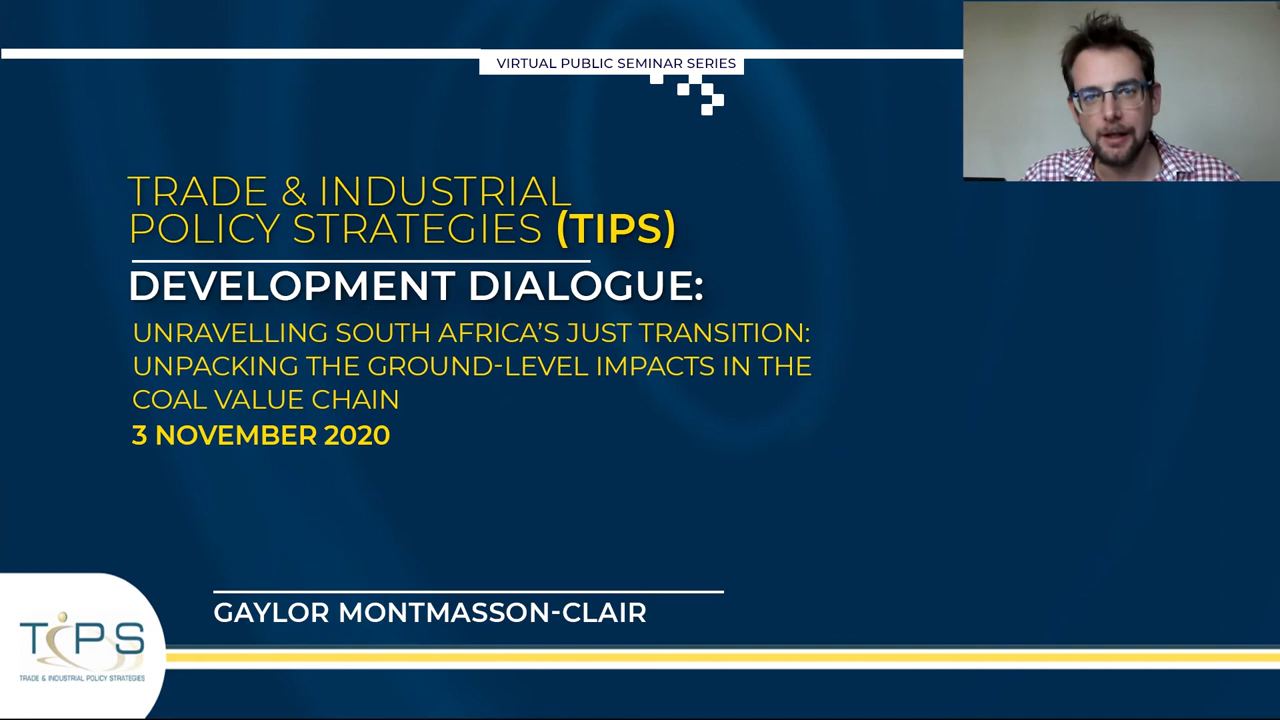 VIRTUAL PUBLIC SEMINAR SERIES
TRADE & INDUSTRIAL
POLICY STRATEGIES (TIPS)
DEVELOPMENT DIALOGUE:
UNRAVELLING SOUTH AFRICA'S JUST TRANSITION:
UNPACKING THE GROUND-LEVEL IMPACTS IN THE
COAL VALUE CHAIN
3 NOVEMBER 2020
GAYLOR MONTMASSON-CLAIR
TIPS
TRADE & INDUSTRIAL POLICY STRATEGIES